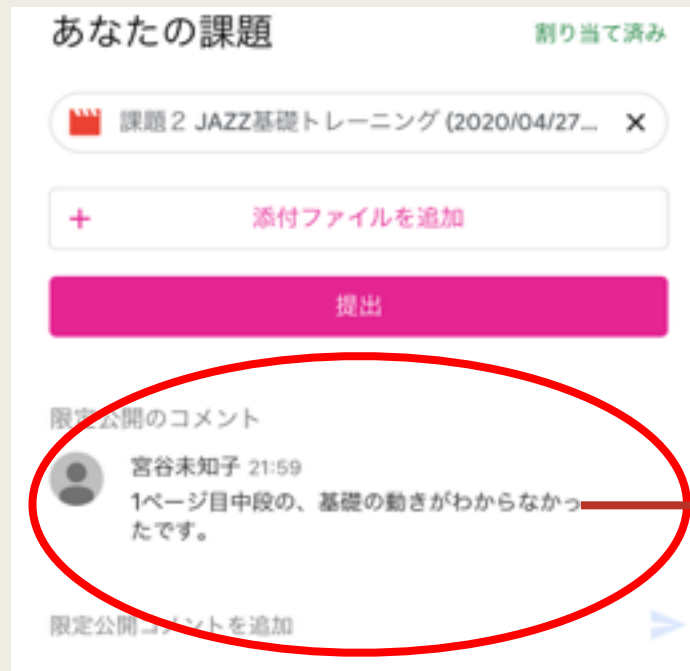 あなたの課題 割り当て済み
課題2 JAZZ基礎トレーニング (2020/04/27...
+ 添付ファイルを追加
提出
限定公開のコメント
宮谷未知子 21:59
1ページ目中段の、基礎の動きがわからなかっ
たです。
限定公開コメントを追加